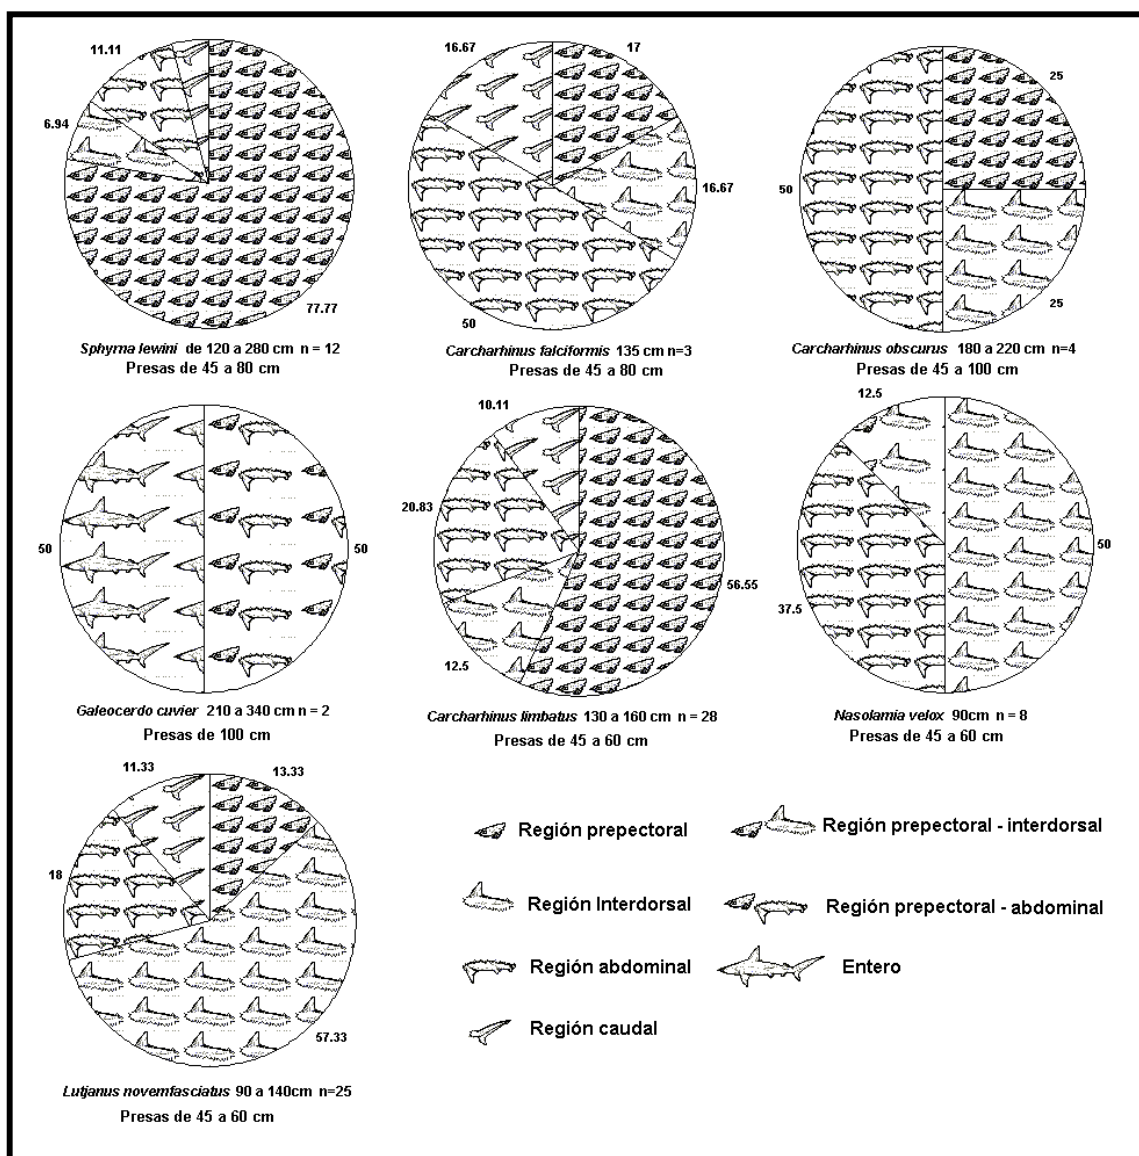 11.11
6.94
77.77
Sphyrna lewini de 120 a 280 cm n = 12
Presas de 45 a 80 cm
16.67
17
16.67
50
Carcharhinus falciformis 135 cm n=3
Presas de 45 a 80 cm
25
50
25
Carcharhinus obscurus 180 a 220 cm n=4
Presas de 45 a 100 cm
50
50
Galeocerdo cuvier 210 a 340 cm n = 2
Presas de 100 cm
10.11
20.83
56.55
12.5
Carcharhinus limbatus 130 a 160 cm n = 28
Presas de 45 a 60 cm
12.5
50
37.5
Nasolamia velox 90cm n = 8
Presas de 45 a 60 cm
11.33
13.33
18
57.33
Lutjanus novemfasciatus 90 a 140cm n=25
Presas de 45 a 60 cm
Región prepectoral
Región prepectoral - interdorsal
Región Interdorsal
Región prepectoral - abdominal
Región abdominal
Entero
Región caudal